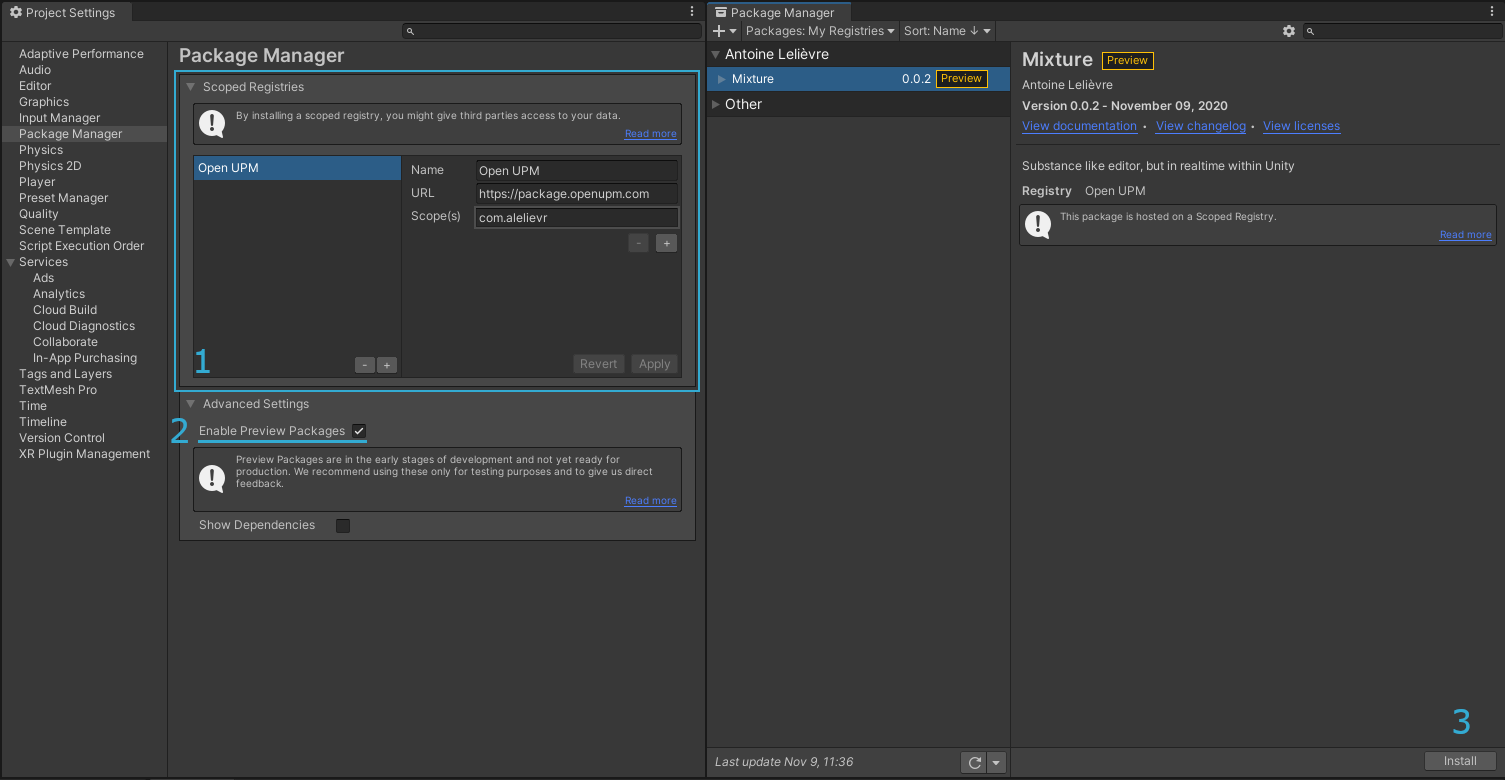 Project Settings
Adaptive Performance
Audio
Editor
Graphics
Input Manager
Package Manager
Physics
Physics 2D
Player
Preset Manager
Quality
Scene Template
Script Execution Order
Services
Ads
Analytics
Cloud Build
Cloud Diagnostics
Collaborate
In-App Purchasing
Tags and Layers
TextMesh Pro
Time
Timeline
Version Control
XR Plugin Management
Package Manager
Scoped Registries
By installing a scoped registry, you might give third parties access to your data.
Read more
Open UPM
Name Open UPM
URL https://package.openupm.com
Scope(s) com.alelievr
- +
1
- +
Revert Apply
Advanced Settings
2 Enable Preview Packages
Preview Packages are in the early stages of development and not yet ready for
production. We recommend using these only for testing purposes and to give us direct
feedback.
Read more
Show Dependencies
Package Manager
Packages: My Registries Sort: Name ↓
Antoine Lelièvre
Mixture 0.0.2 Preview
Other
Last update Nov 9, 11:36
Mixture Preview
Antoine Lelièvre
Version 0.0.2 - November 09, 2020
View documentation • View changelog • View licenses
Substance like editor, but in realtime within Unity
Registry Open UPM
This package is hosted on a Scoped Registry.
Read more
3
Install